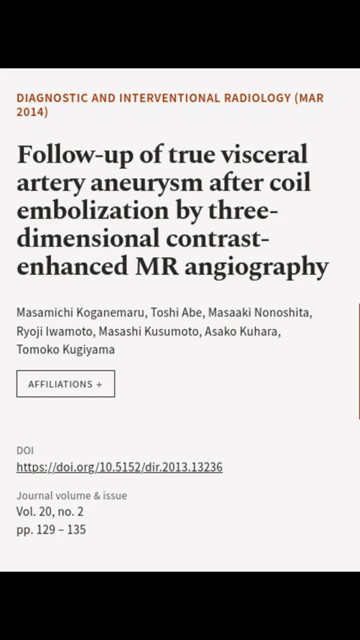 DIAGNOSTIC AND INTERVENTIONAL RADIOLOGY (MAR
2014)
Follow-up of true visceral
artery aneurysm after coil
embolization by three-
dimensional contrast-
enhanced MR angiography
Masamichi Koganemaru, Toshi Abe, Masaaki Nonoshita,
Ryoji Iwamoto, Masashi Kusumoto, Asako Kuhara,
Tomoko Kugiyama
AFFILIATIONS +
DOI
https://doi.org/10.5152/dir.2013.13236
Journal volume & issue
Vol. 20, no. 2
pp. 129 – 135